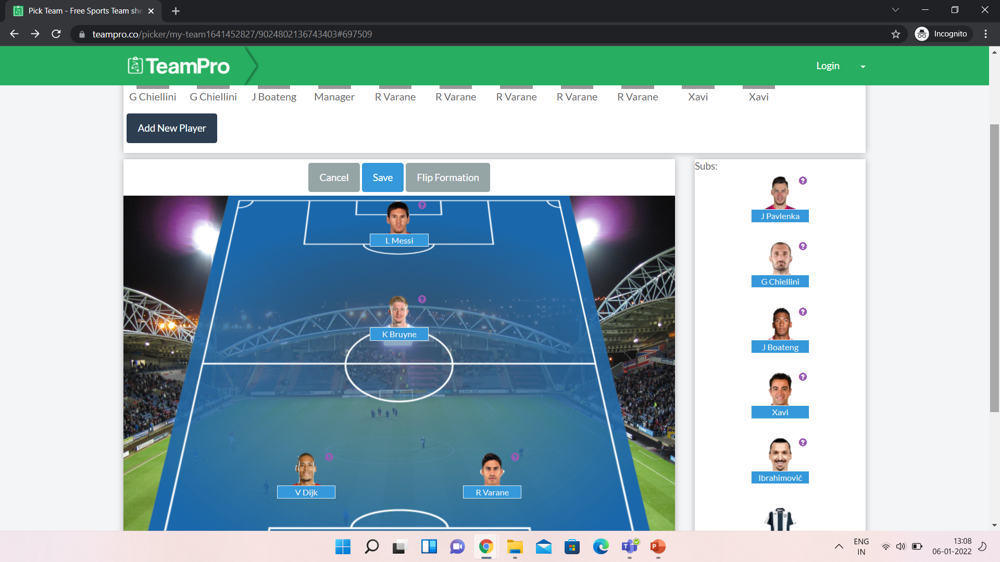 Pick Team - Free Sports Team she
teampro.co/picker/my-team1641452827/9024802136743403#697509
Incognito
TeamPro
Login
G Chiellini G Chiellini J Boateng Manager R Varane R Varane R Varane R Varane R Varane Xavi Xavi
Add New Player
Cancel Save Flip Formation
L Messi
K Bruyne
V Dijk R Varane
Subs:
J Pavlenka
G Chiellini
J Boateng
Xavi
Ibrahimović
ENG
IN
13:08
06-01-2022